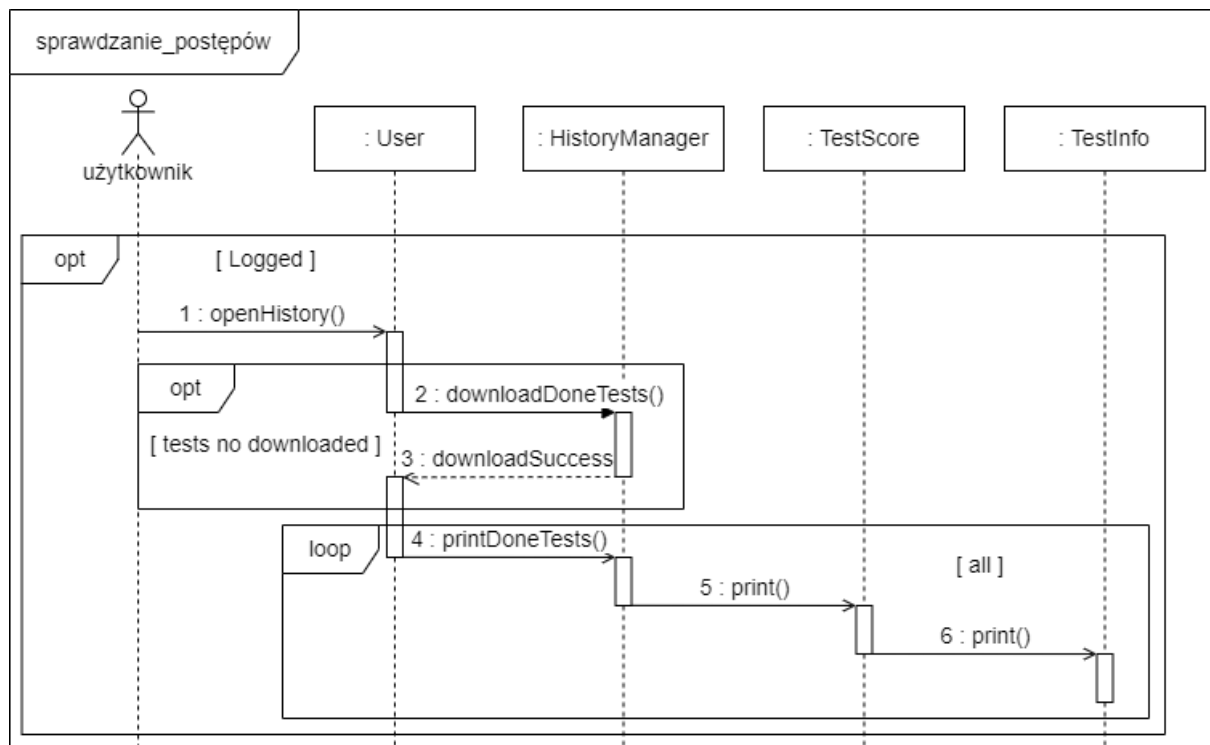 sprawdzanie_postępów
użytkownik
: User
: HistoryManager
: TestScore
: TestInfo
opt
[ Logged ]
1 : openHistory()
opt
2 : downloadDoneTests()
[ tests no downloaded ]
3 : downloadSuccess
loop
4 : printDoneTests()
[ all ]
5 : print()
6 : print()